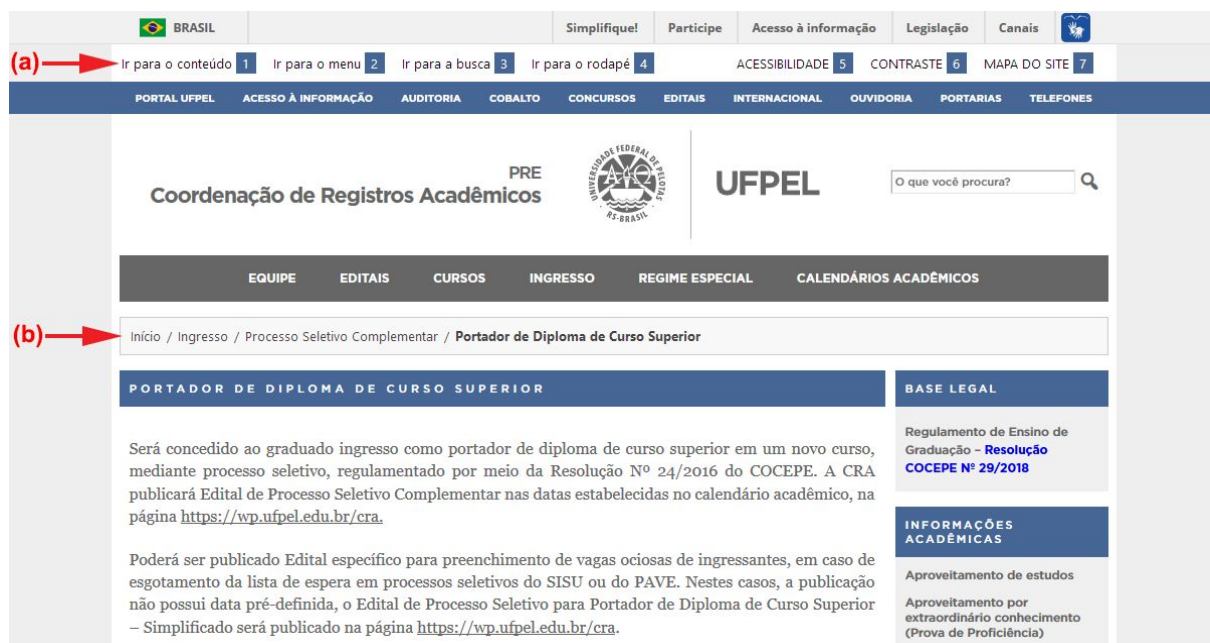 BRASIL Simplifique! Participe Acesso à informação Legislação Canais
(a) Ir para o conteúdo 1 Ir para o menu 2 Ir para a busca 3 Ir para o rodapé 4 ACESSIBILIDADE 5 CONTRASTE 6 MAPA DO SITE 7
PORTAL UFPEL ACESSO À INFORMAÇÃO AUDITORIA COBALTO CONCURSOS EDITAIS INTERNACIONAL OUVIDORIA PORTARIAS TELEFONES
PRE
Coordenação de Registros Acadêmicos
UNIVERSIDADE FEDERAL DE PELOTAS
RS-BRASIL
UFPEL
O que você procura?
EQUIPE EDITAIS CURSOS INGRESSO REGIME ESPECIAL CALENDÁRIOS ACADÊMICOS
(b) Início / Ingresso / Processo Seletivo Complementar / Portador de Diploma de Curso Superior
PORTADOR DE DIPLOMA DE CURSO SUPERIOR
Será concedido ao graduado ingresso como portador de diploma de curso superior em um novo curso,
mediante processo seletivo, regulamentado por meio da Resolução Nº 24/2016 do COCEPE. A CRA
publicará Edital de Processo Seletivo Complementar nas datas estabelecidas no calendário acadêmico, na
página https://wp.ufpel.edu.br/cra.
Poderá ser publicado Edital específico para preenchimento de vagas ociosas de ingressantes, em caso de
esgotamento da lista de espera em processos seletivos do SISU ou do PAVE. Nestes casos, a publicação
não possui data pré-definida, o Edital de Processo Seletivo para Portador de Diploma de Curso Superior
– Simplificado será publicado na página https://wp.ufpel.edu.br/cra.
BASE LEGAL
Regulamento de Ensino de
Graduação – Resolução
COCEPE Nº 29/2018
INFORMAÇÕES
ACADÊMICAS
Aproveitamento de estudos
Aproveitamento por
extraordinário conhecimento
(Prova de Proficiência)